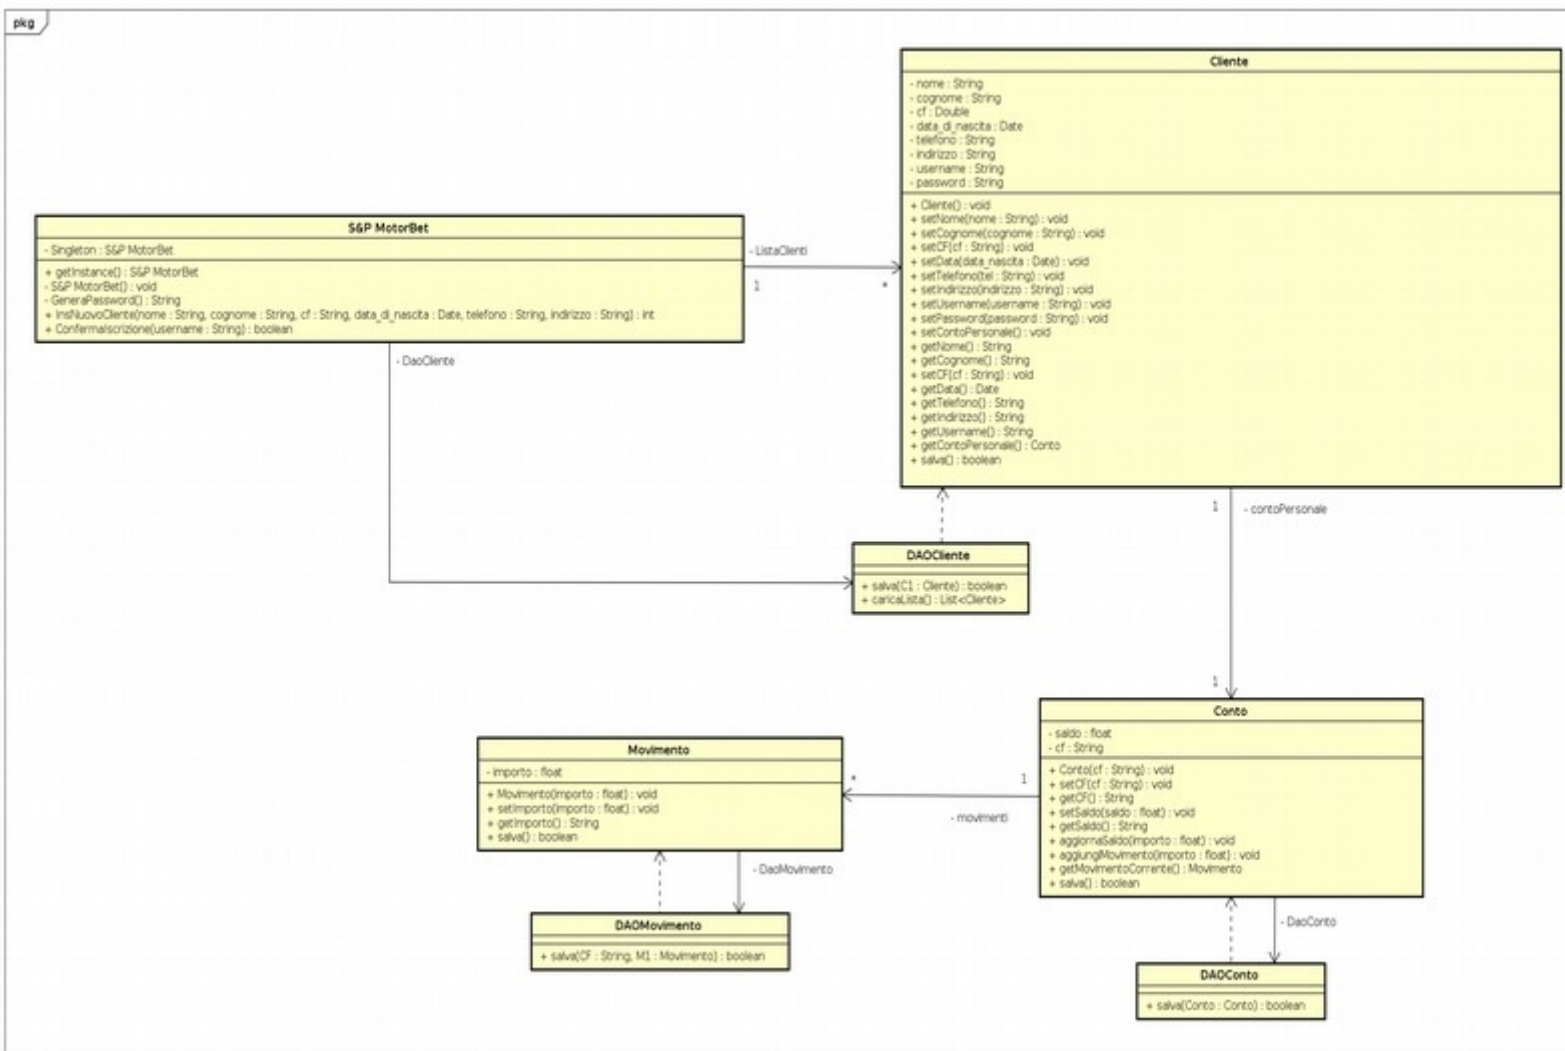 pkg
Cliente
- nome : String
- cognome : String
- cf : Double
- data_di_nascita : Date
- telefono : String
- indirizzo : String
- username : String
- password : String
+ Cliente() : void
+ setNome(nome : String) : void
+ setCognome(cognome : String) : void
+ setCF(cf : String) : void
+ setData(data_nascita : Date) : void
+ setTelefono(tel : String) : void
+ setIndirizzo(indirizzo : String) : void
+ setUsername(username : String) : void
+ setPassword(password : String) : void
+ setContoPersonale() : void
+ getNome() : String
+ getCognome() : String
+ setCF(cf : String) : void
+ getData() : Date
+ getTelefono() : String
+ getIndirizzo() : String
+ getUsername() : String
+ getContoPersonale() : Conto
+ salva() : boolean
S&P MotorBet
- Singleton : S&P MotorBet
+ getInstance() : S&P MotorBet
- S&P MotorBet() : void
- GeneraPassword() : String
+ InsNuovoCliente(nome : String, cognome : String, cf : String, data_di_nascita : Date, telefono : String, indirizzo : String) : int
+ ConfermaIscrizione(username : String) : boolean
- ListaClienti
1
*
- DaoCliente
1
- contoPersonale
DAOCliente
+ salva(C1 : Cliente) : boolean
+ caricaLista() : List<Cliente>
1
Conto
- saldo : float
- cf : String
+ Conto(cf : String) : void
+ setCF(cf : String) : void
+ getCF() : String
+ setSaldo(saldo : float) : void
+ getSaldo() : String
+ aggiornaSaldo(importo : float) : void
+ aggiungiMovimento(importo : float) : void
+ getMovimentoCorrente() : Movimento
+ salva() : boolean
Movimento
- importo : float
+ Movimento(importo : float) : void
+ setImporto(importo : float) : void
+ getImporto() : String
+ salva() : boolean
*
1
- movimenti
- DaoMovimento
DAOMovimento
+ salva(CF : String, M1 : Movimento) : boolean
- DaoConto
DAOConto
+ salva(Conto : Conto) : boolean